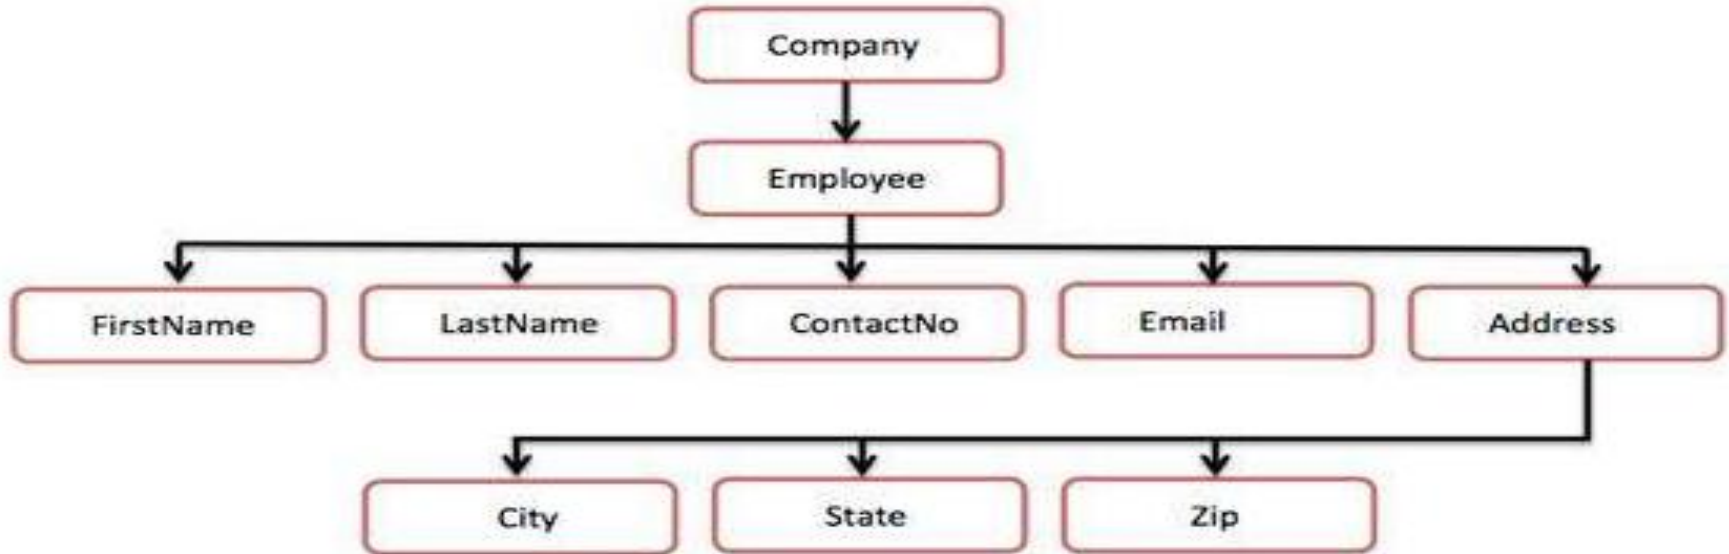 Company
Employee
FirstName LastName ContactNo Email Address
City State Zip